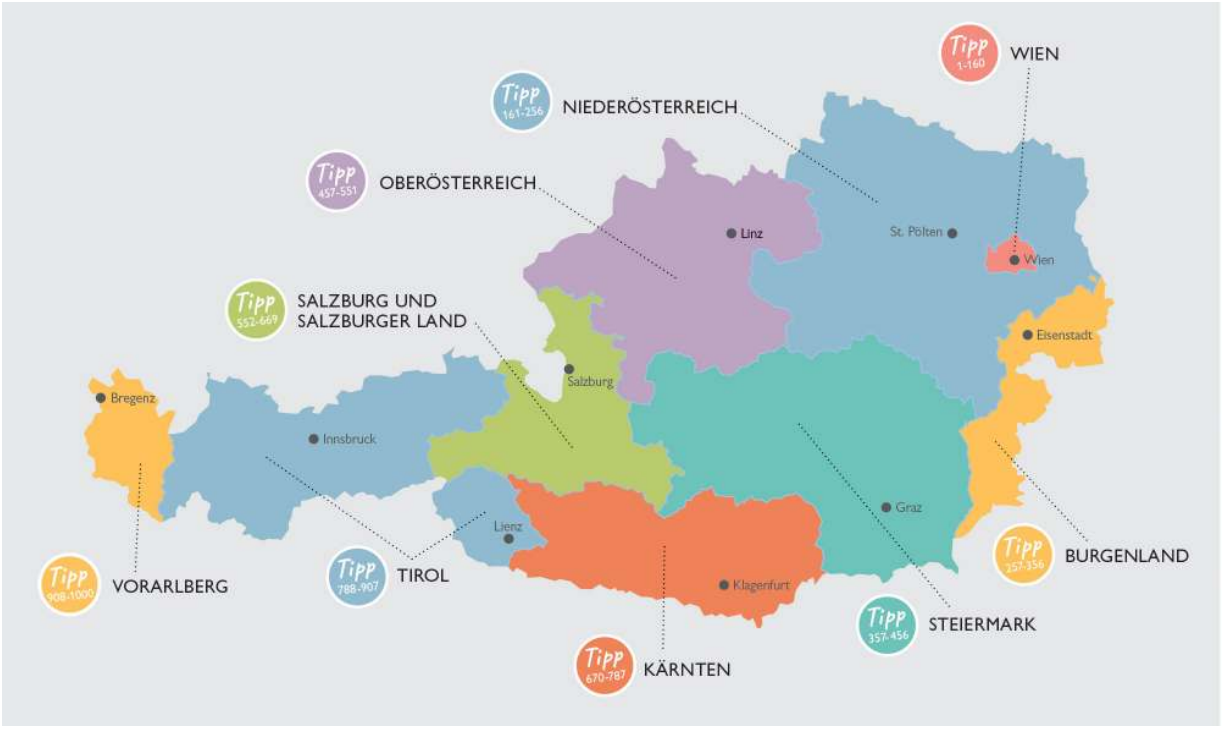 Tipp
1-160
WIEN
Tipp
161-256
NIEDERÖSTERREICH
Tipp
457-551
OBERÖSTERREICH
Linz
St. Pölten
Wien
Tipp
552-669
SALZBURG UND
SALZBURGER LAND
Eisenstadt
Salzburg
Bregenz
Innsbruck
Graz
Lienz
Tipp
257-356
BURGENLAND
Tipp
908-1000
VORARLBERG
Tipp
788-907
TIROL
Klagenfurt
Tipp
357-456
STEIERMARK
Tipp
670-787
KÄRNTEN